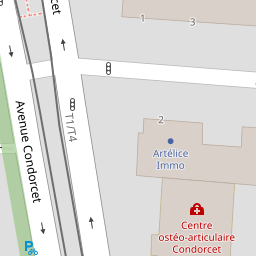 cet
1
3
Avenue Condorcet
T1/T4
2
Artélice
Immo
Centre
ostéo-articulaire
Condorcet
P